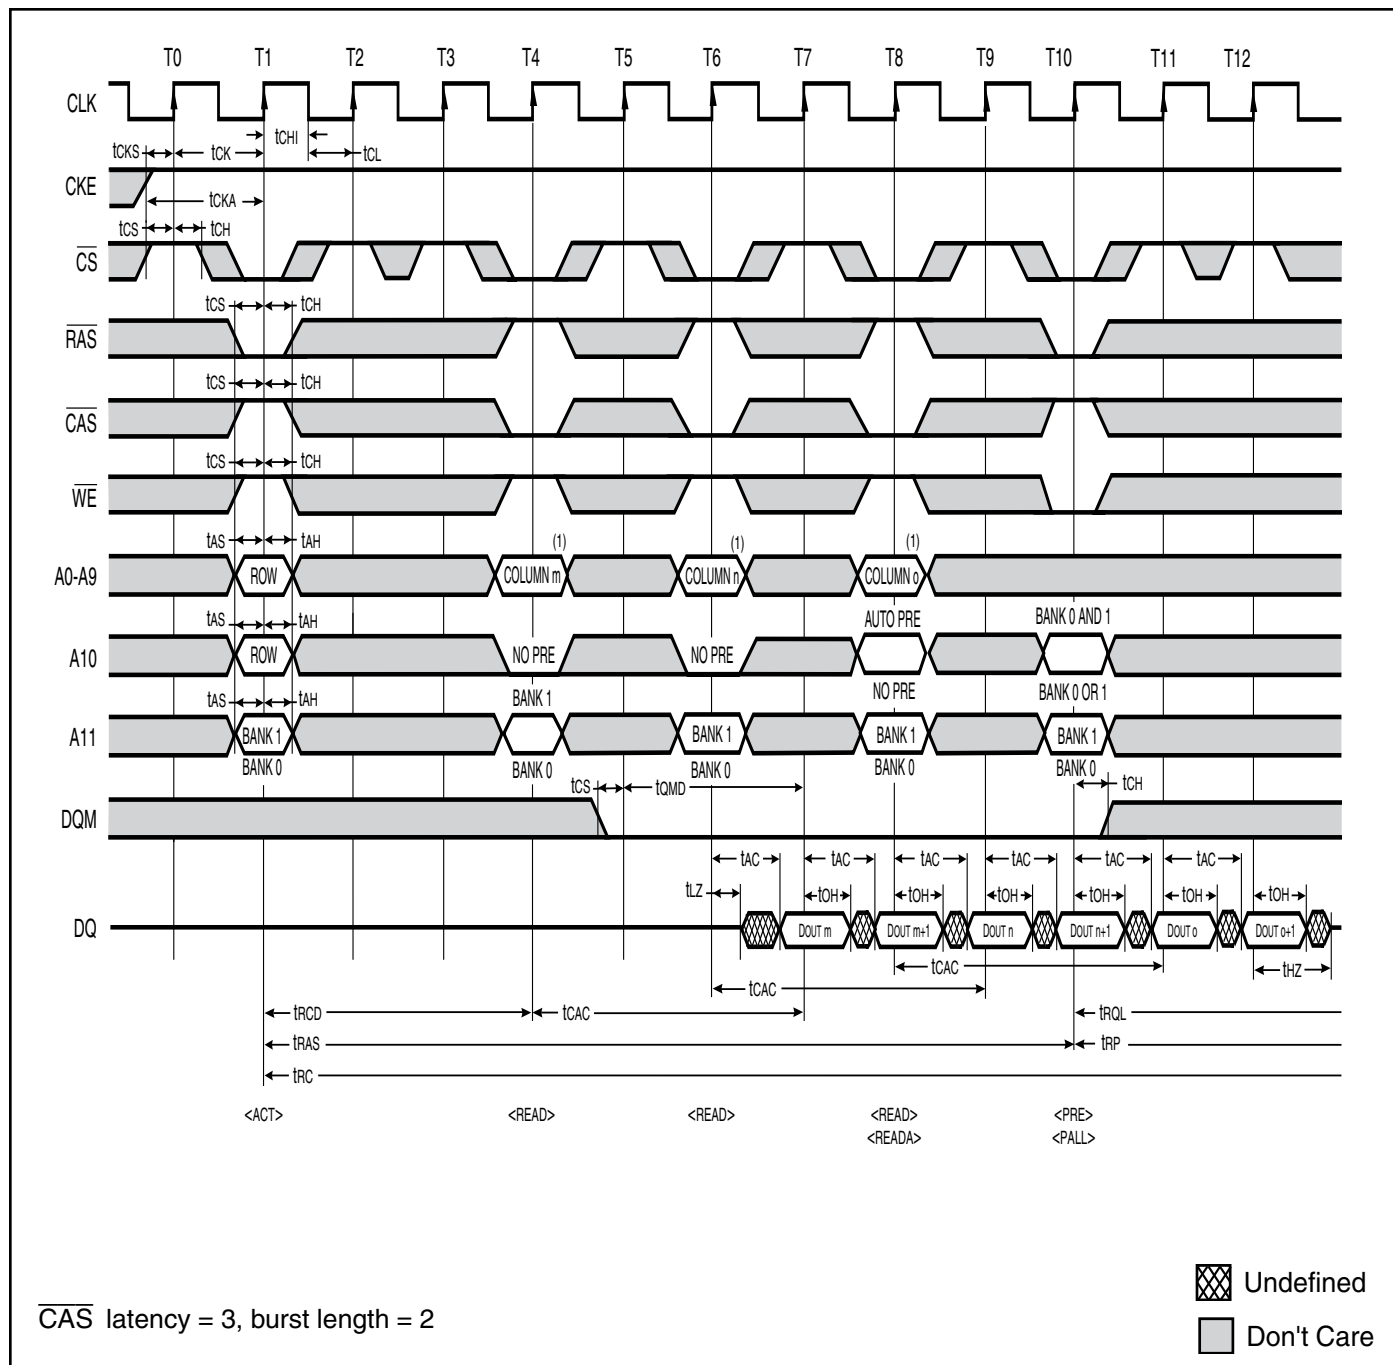 T0 T1 T2 T3 T4 T5 T6 T7 T8 T9 T10 T11 T12
CLK
tCHI
tCKS tCK tCL
CKE
tCKA
tCS tCH
CS
tCS tCH
RAS
tCS tCH
CAS
tCS tCH
WE
tAS tAH (1) (1) (1)
A0-A9 ROW COLUMN m COLUMN n COLUMN o
tAS tAH AUTO PRE BANK 0 AND 1
A10 ROW NO PRE NO PRE
tAS tAH BANK 1 NO PRE BANK 0 OR 1
A11 BANK 1 BANK 1 BANK 1 BANK 1
BANK 0 BANK 0 BANK 0 BANK 0 BANK 0
tCS tQMD tCH
DQM
tAC tAC tAC tAC tAC tAC
tLZ tOH tOH tOH tOH tOH tOH
DQ DOUT m DOUT m+1 DOUT n DOUT n+1 DOUT o DOUT o+1
tCAC tHZ
tCAC
tRCD tCAC tRQL
tRAS tRP
tRC
<ACT> <READ> <READ> <READ> <PRE>
<READA> <PALL>
Undefined
CAS latency = 3, burst length = 2
Don't Care